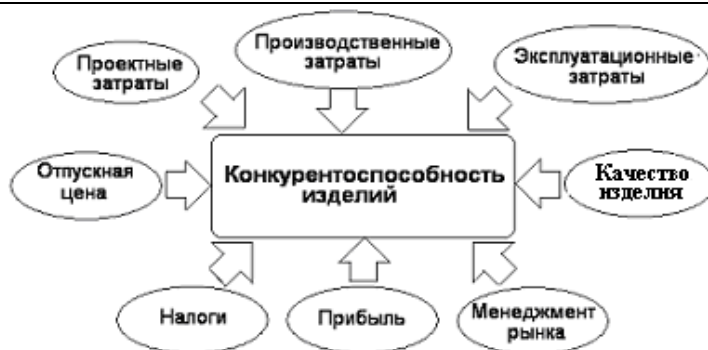 Проектные
затраты
Производственные
затраты
Эксплуатационные
затраты
Отпускная
цена
Конкурентоспособность
изделий
Качество
изделия
Налоги
Прибыль
Менеджмент
рынка